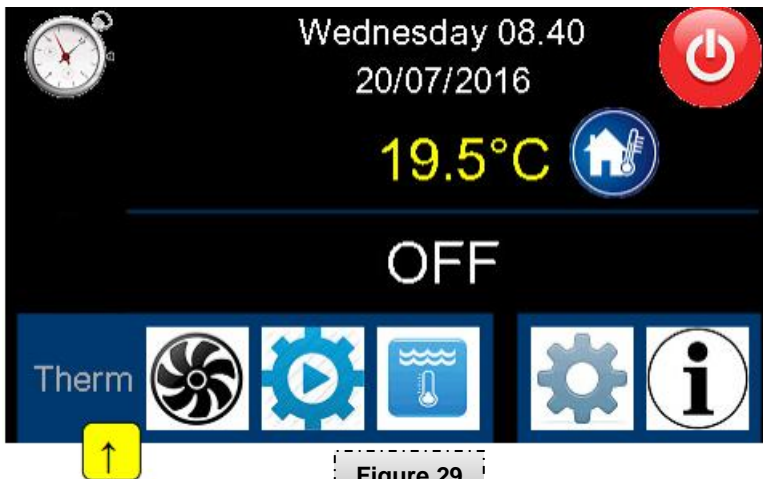 Wednesday 08.40
20/07/2016
19.5°C
OFF
Therm
↑
Figure 29